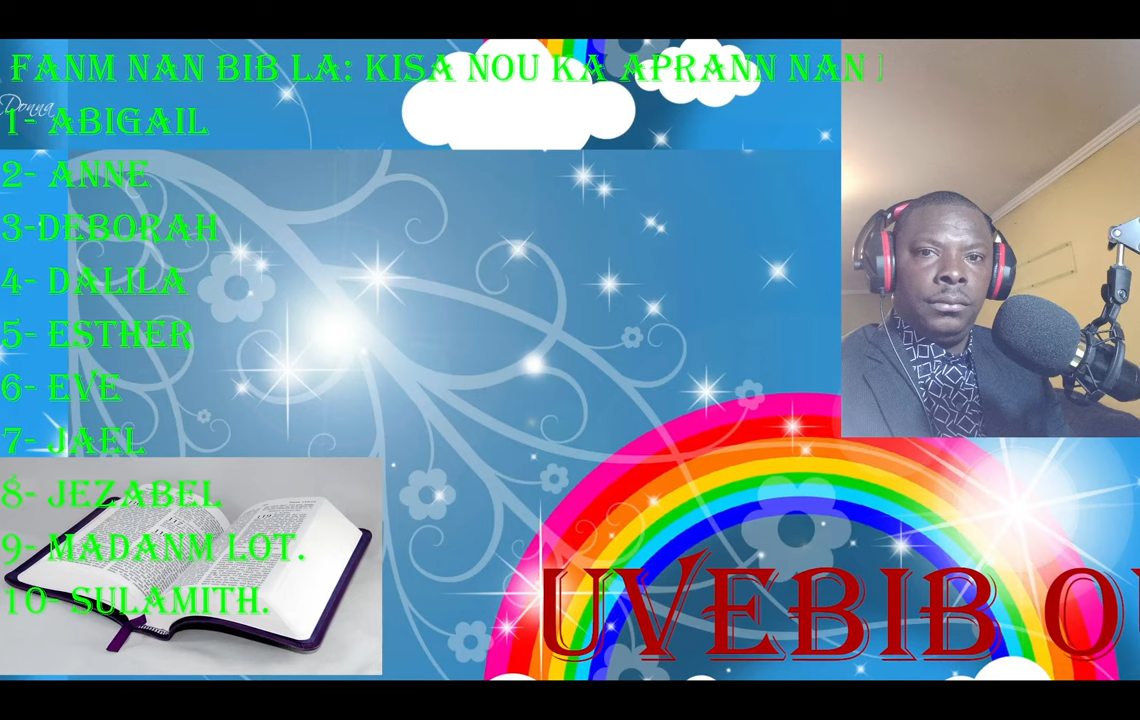 FANM NAN BIB LA: KISA NOU KA APRANN NAN
Donna
1- ABIGAIL
2- ANNE
3-DEBORAH
4- DALILA
5- ESTHER
6- EVE
7- JAEL
8- JEZABEL
9- MADANM LOT.
10- SULAMITH.
UVEBIB O